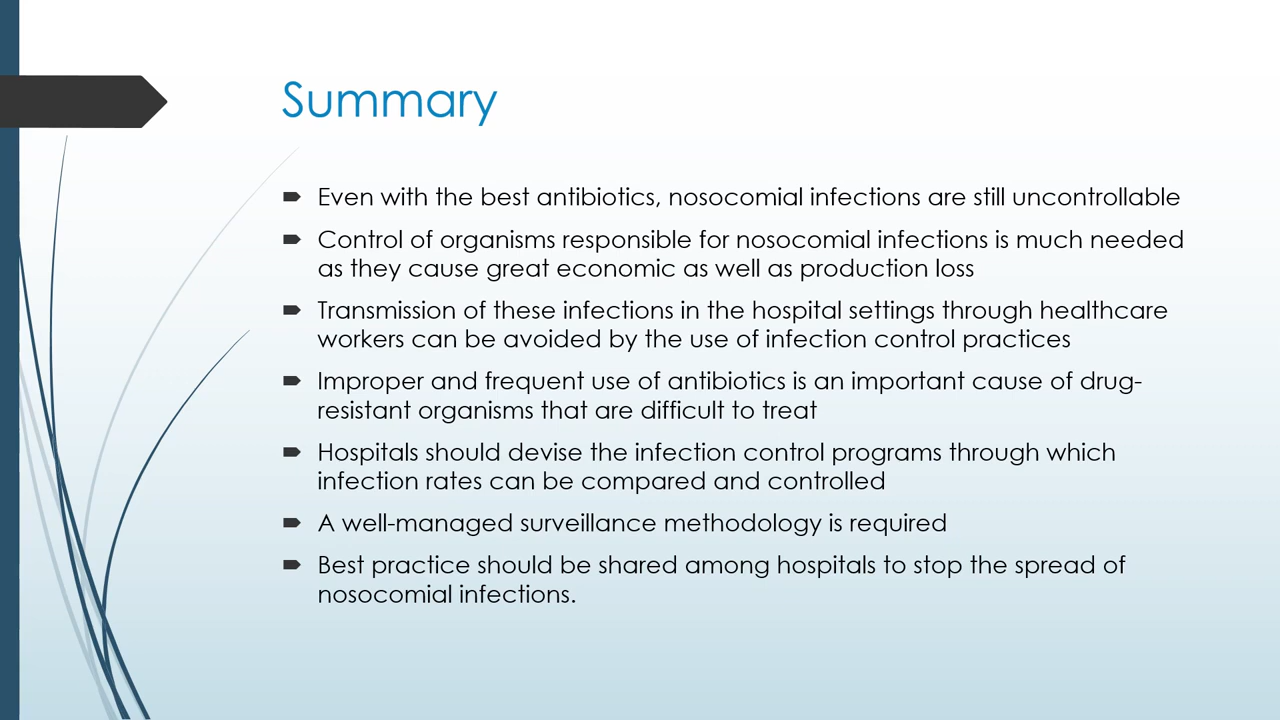 Summary
Even with the best antibiotics, nosocomial infections are still uncontrollable
Control of organisms responsible for nosocomial infections is much needed
as they cause great economic as well as production loss
Transmission of these infections in the hospital settings through healthcare
workers can be avoided by the use of infection control practices
Improper and frequent use of antibiotics is an important cause of drug-
resistant organisms that are difficult to treat
Hospitals should devise the infection control programs through which
infection rates can be compared and controlled
A well-managed surveillance methodology is required
Best practice should be shared among hospitals to stop the spread of
nosocomial infections.